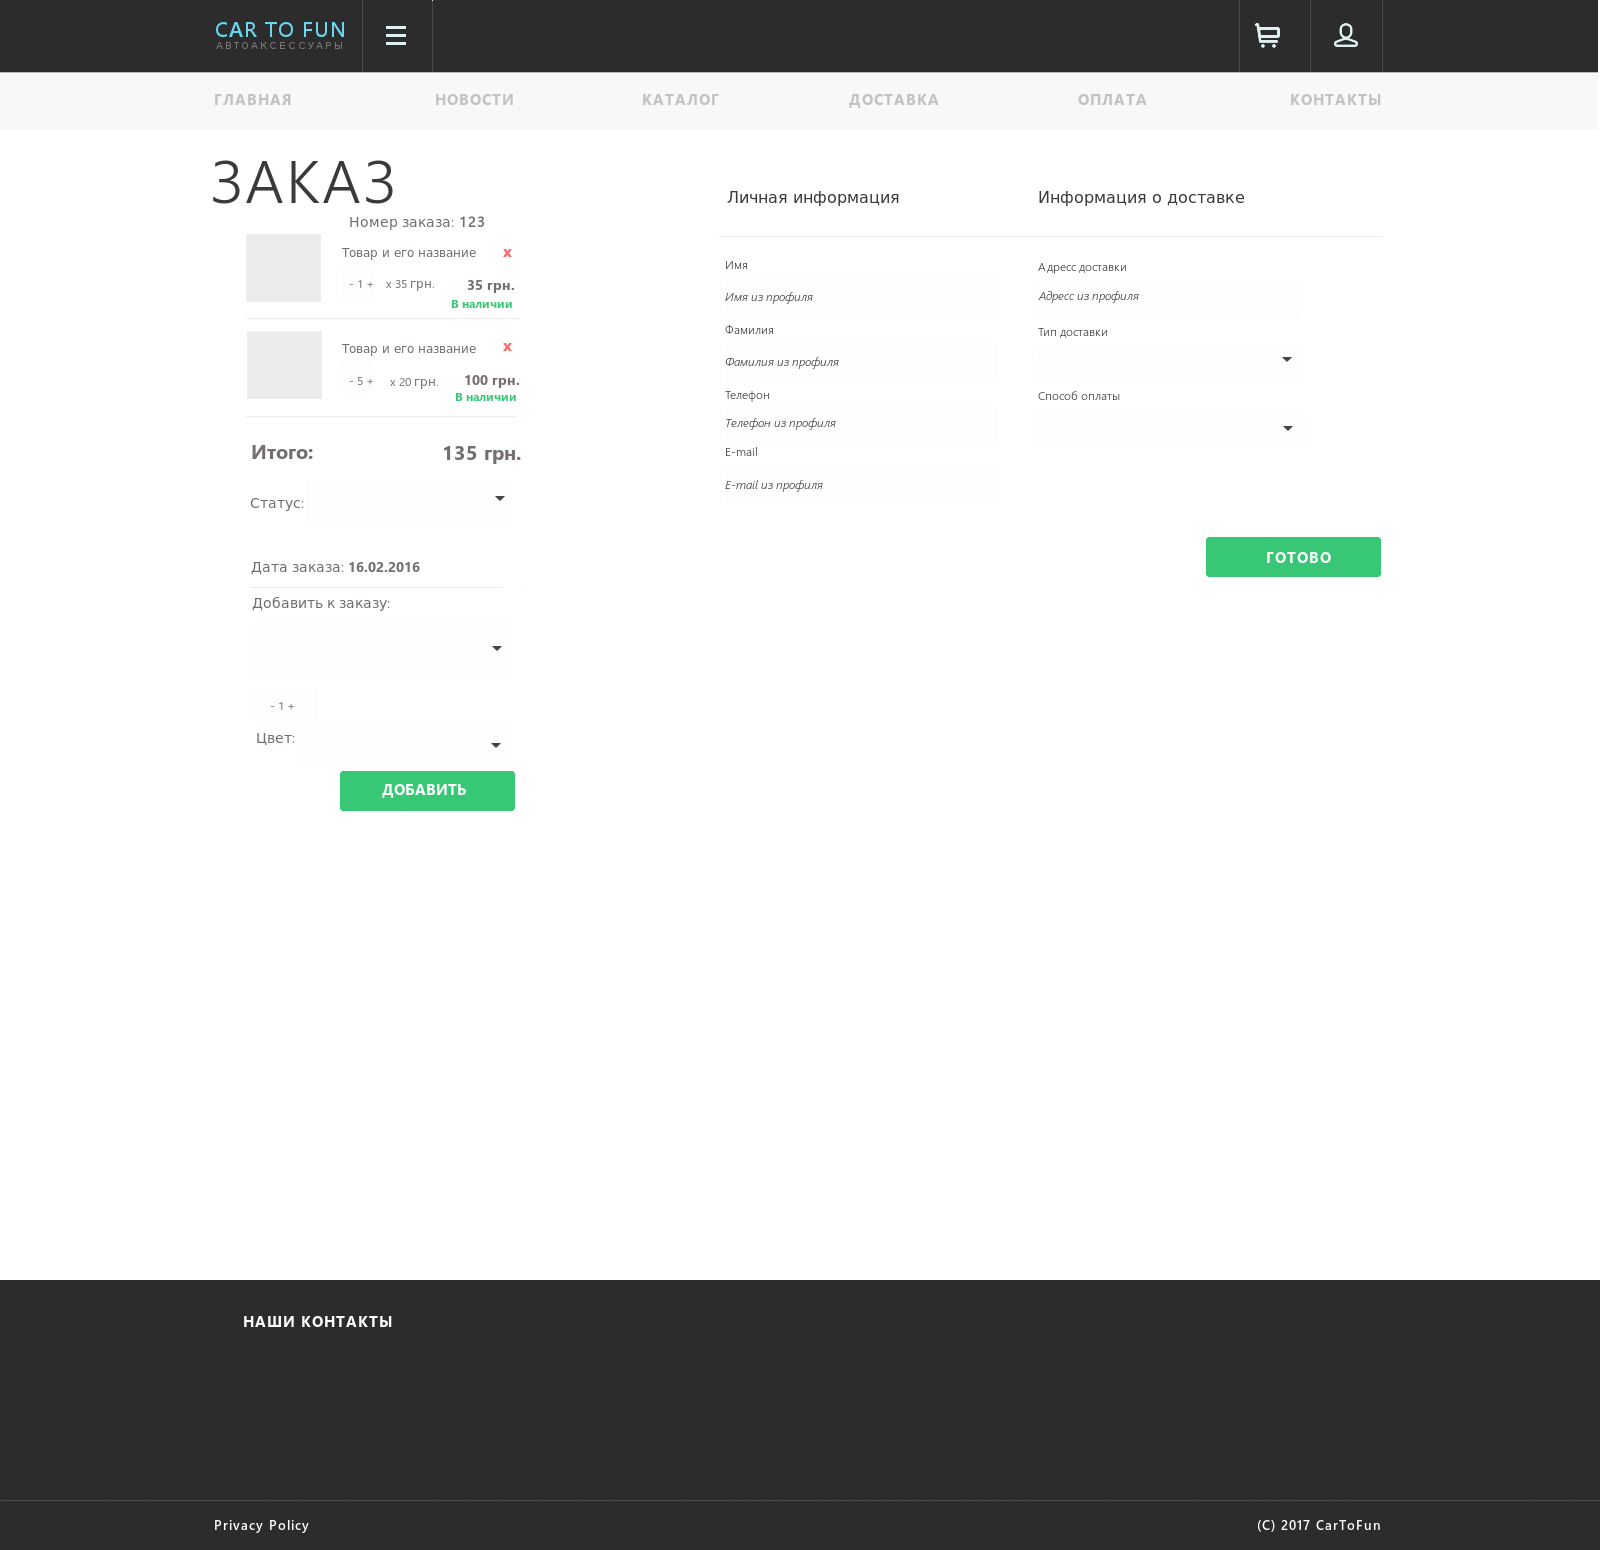 CAR TO FUN
АВТОАКСЕССУАРЫ
ГЛАВНАЯ НОВОСТИ КАТАЛОГ ДОСТАВКА ОПЛАТА КОНТАКТЫ
ЗАКАЗ
Номер заказа: 123
Товар и его название x
- 1 + x 35 грн. 35 грн.
В наличии
Товар и его название x
- 5 + x 20 грн. 100 грн.
В наличии
Итого: 135 грн.
Статус:
Дата заказа: 16.02.2016
Добавить к заказу:
- 1 +
Цвет:
ДОБАВИТЬ
Личная информация
Имя
Имя из профиля
Фамилия
Фамилия из профиля
Телефон
Телефон из профиля
E-mail
E-mail из профиля
Информация о доставке
Адресс доставки
Адресс из профиля
Тип доставки
Способ оплаты
ГОТОВО
НАШИ КОНТАКТЫ
Privacy Policy (C) 2017 CarToFun